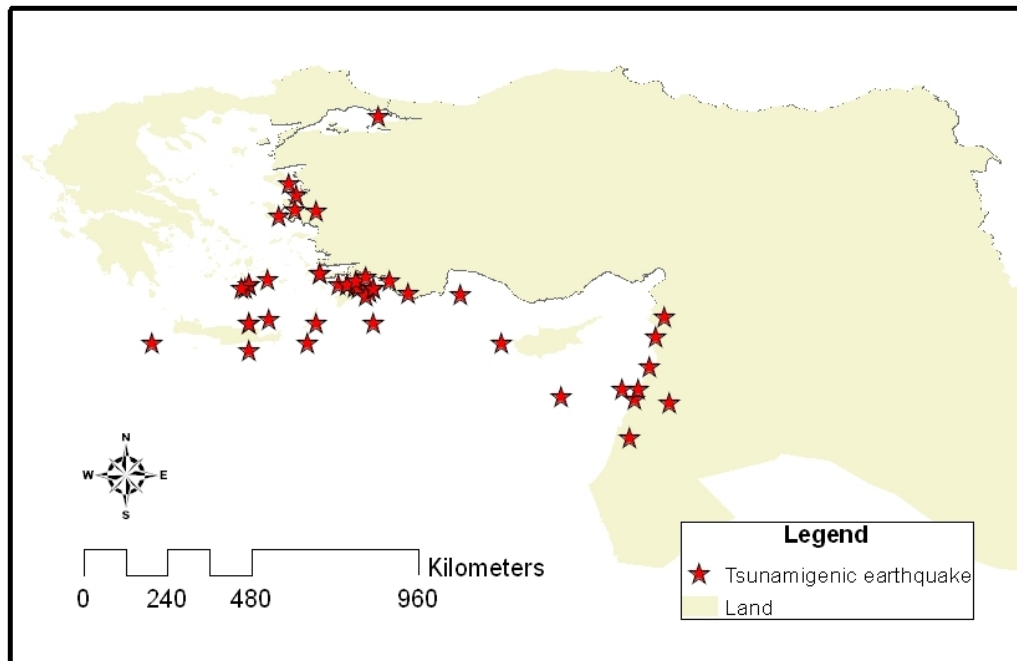 N
W E
S
Kilometers
0 240 480 960
Legend
Tsunamigenic earthquake
Land